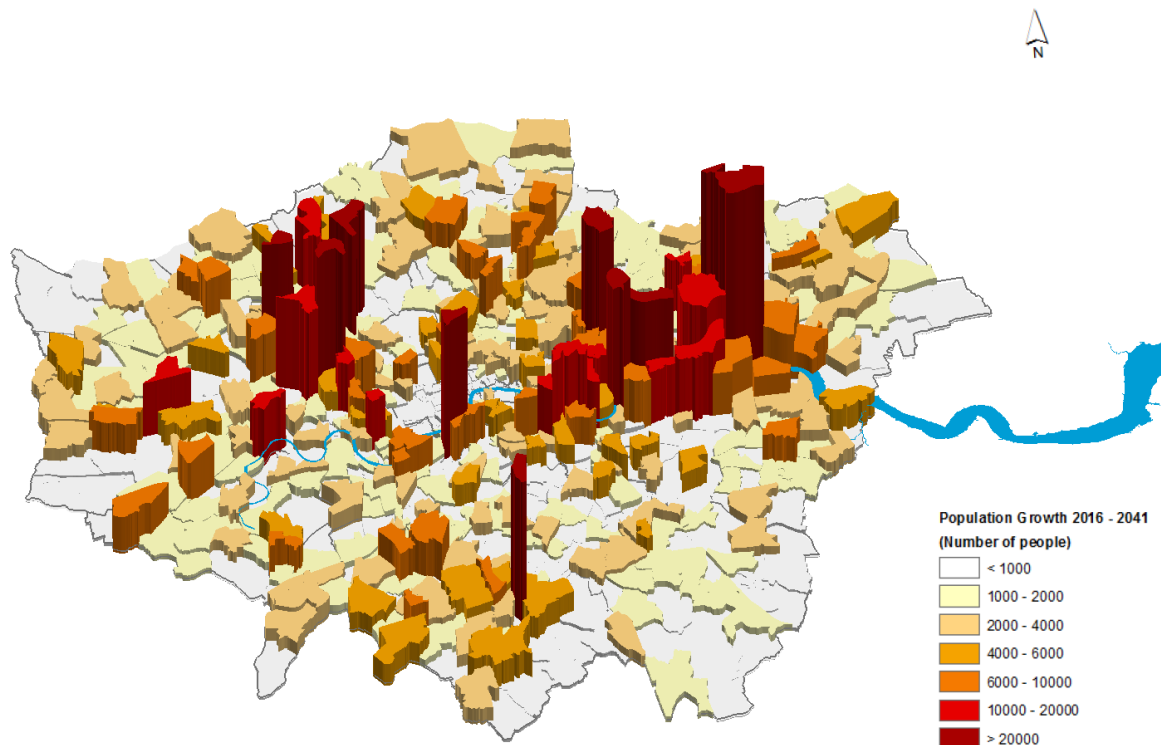 N
Population Growth 2016 - 2041
(Number of people)
< 1000
1000 - 2000
2000 - 4000
4000 - 6000
6000 - 10000
10000 - 20000
> 20000